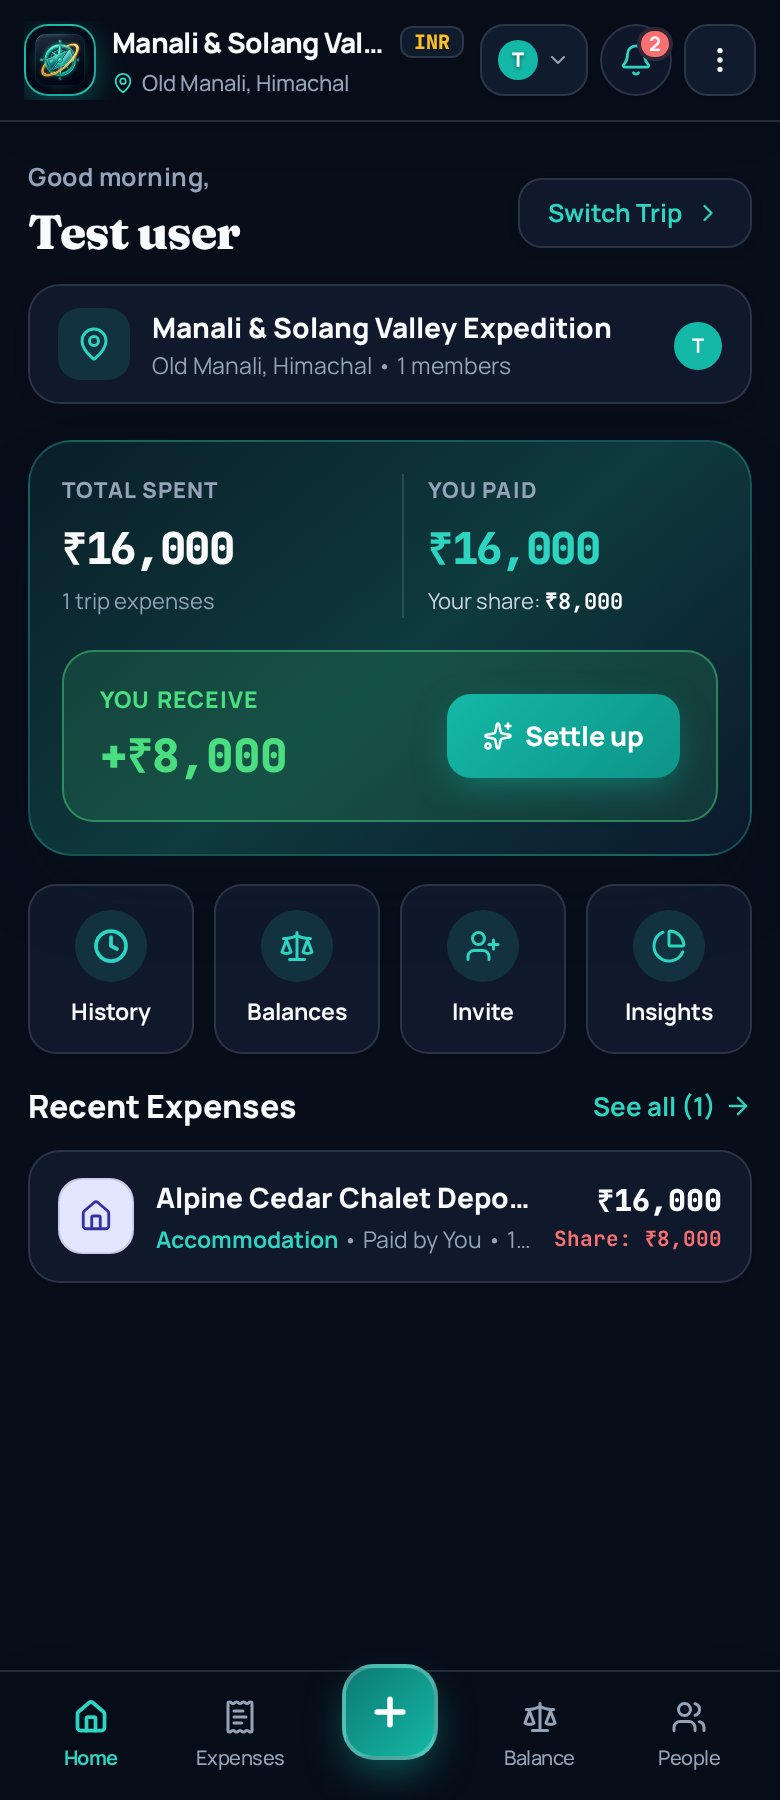 Manali & Solang Val...
INR
T
2
Old Manali, Himachal
Good morning,
Test user
Switch Trip
Manali & Solang Valley Expedition
Old Manali, Himachal • 1 members
T
TOTAL SPENT
₹16,000
1 trip expenses
YOU PAID
₹16,000
Your share: ₹8,000
YOU RECEIVE
+₹8,000
Settle up
History
Balances
Invite
Insights
Recent Expenses
See all (1)
Alpine Cedar Chalet Depo...
₹16,000
Accommodation • Paid by You • 1...
Share: ₹8,000
Home
Expenses
Balance
People